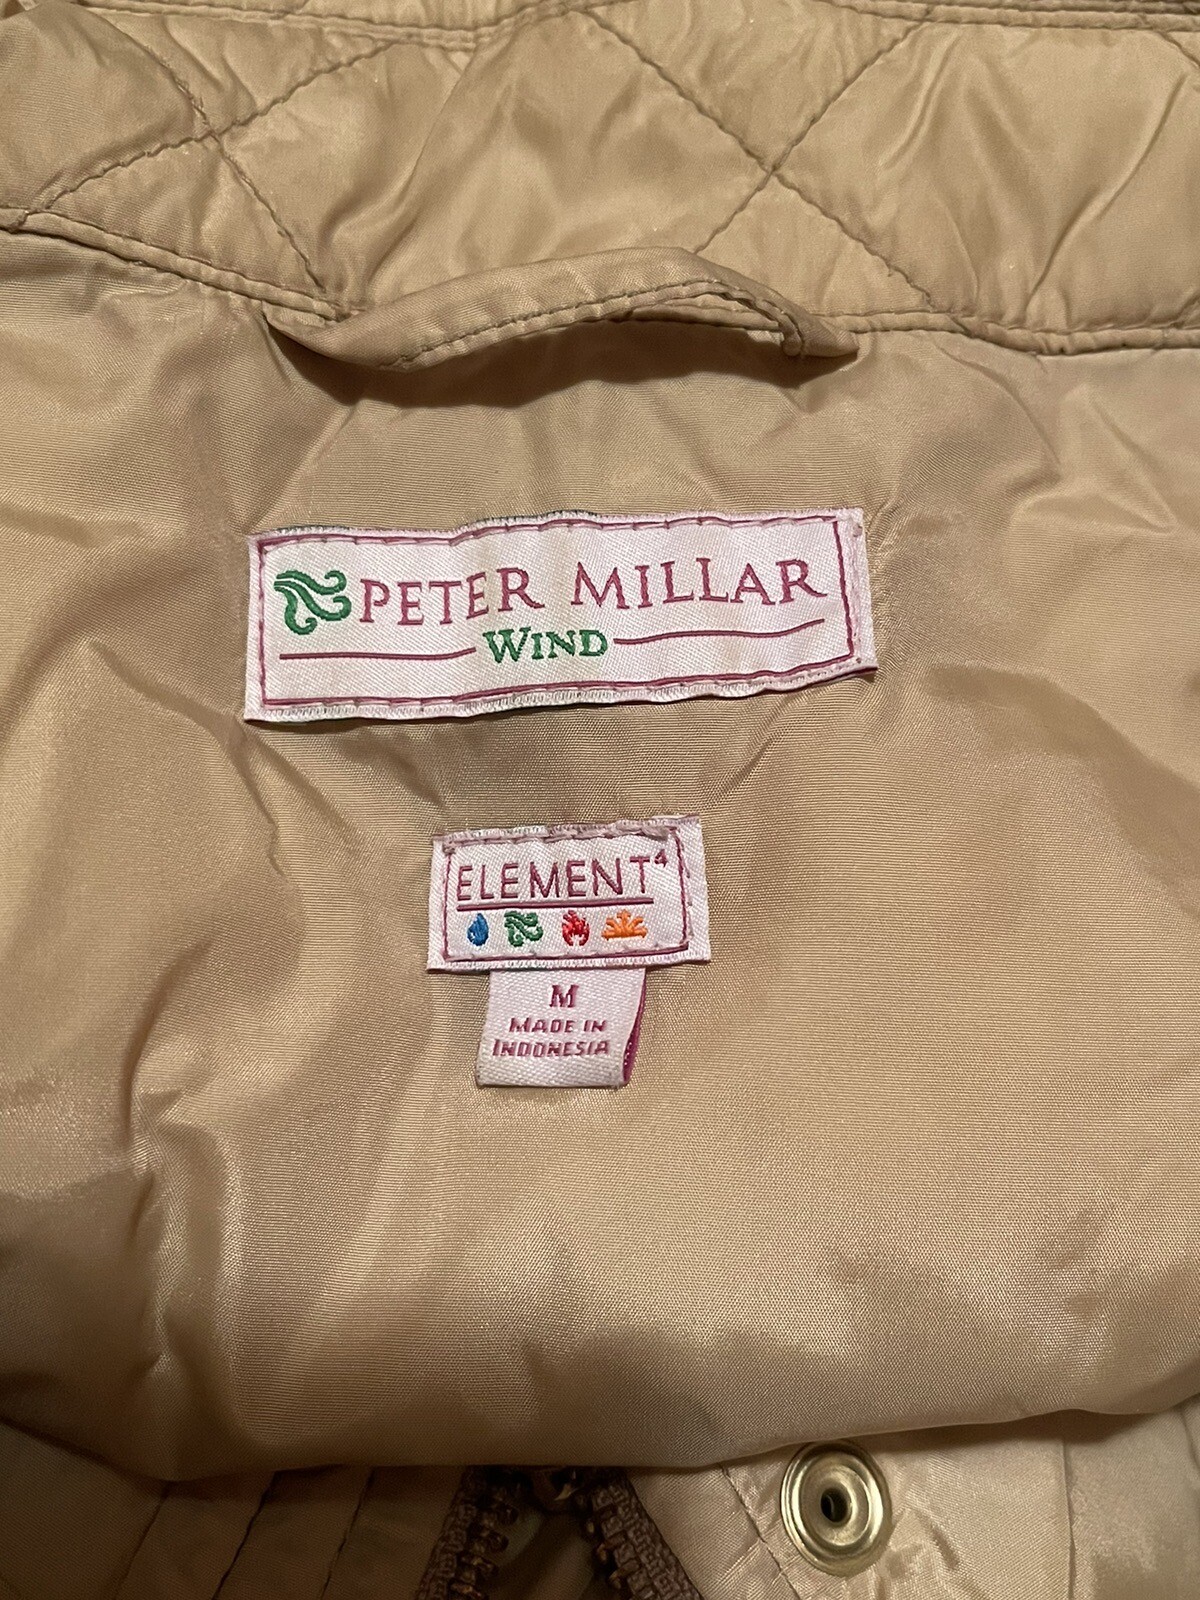 PETER MILLAR
WIND
ELEMENT⁴
M
MADE IN
INDONESIA